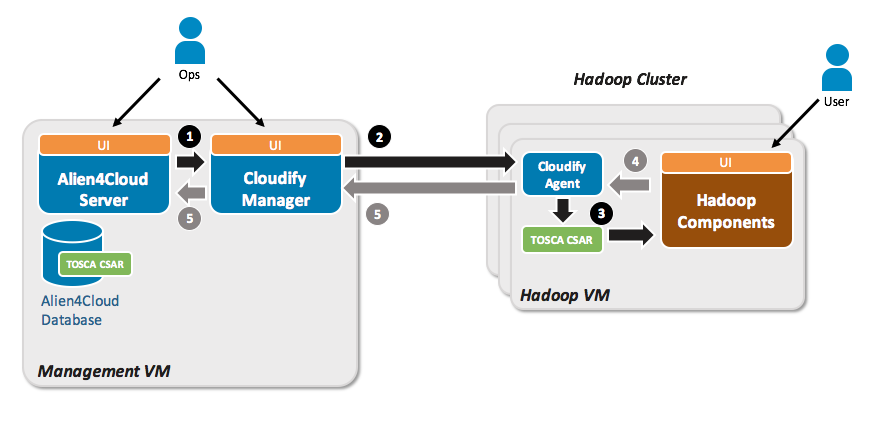 Ops
Hadoop Cluster
User
UI
1
UI
2
Alien4Cloud
Server
Cloudify
Manager
5
5
Cloudify
Agent
4
UI
Hadoop
Components
3
TOSCA CSAR
TOSCA CSAR
Alien4Cloud
Database
Hadoop VM
Management VM